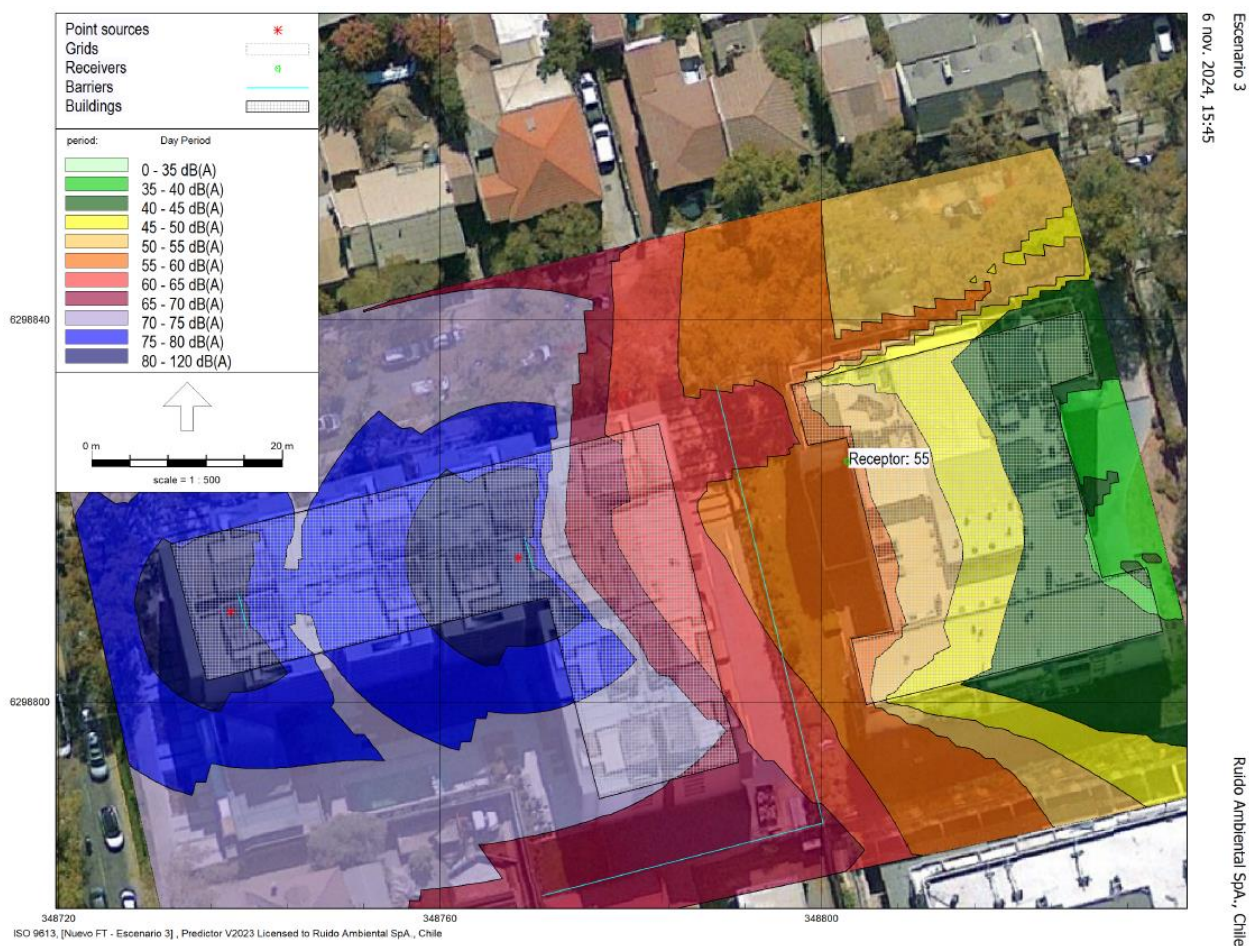 Point sources
Grids
Receivers
Barriers
Buildings
period: Day Period
0 - 35 dB(A)
35 - 40 dB(A)
40 - 45 dB(A)
45 - 50 dB(A)
50 - 55 dB(A)
55 - 60 dB(A)
60 - 65 dB(A)
65 - 70 dB(A)
70 - 75 dB(A)
75 - 80 dB(A)
80 - 120 dB(A)
0 m 20 m
scale = 1 : 500
Receptor: 55
6298840
6298800
348720 348760 348800
ISO 9613, [Nuevo FT - Escenario 3] , Predictor V2023 Licensed to Ruido Ambiental SpA., Chile
Escenario 3
6 nov. 2024, 15:45
Ruido Ambiental SpA., Chile